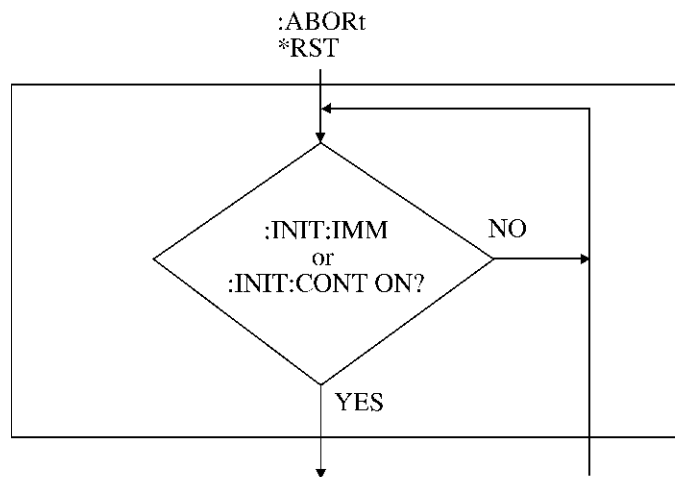 :ABORt
*RST
:INIT:IMM
or
:INIT:CONT ON?
NO
YES